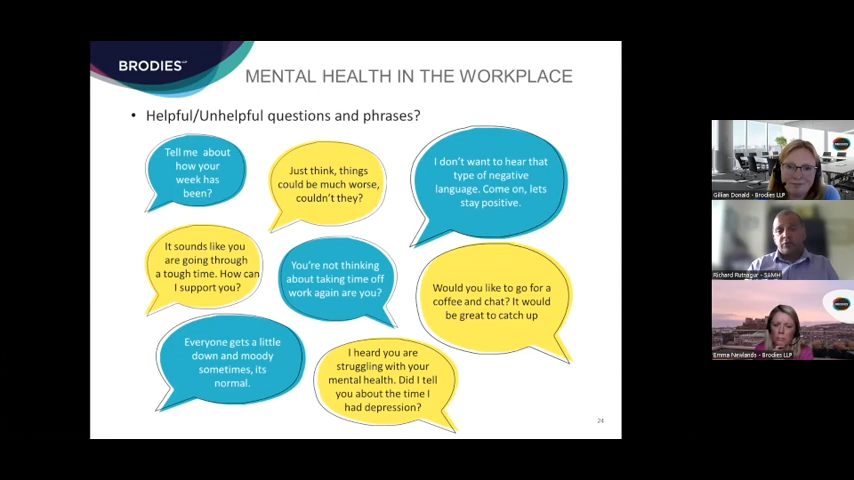 BRODIES LLP
MENTAL HEALTH IN THE WORKPLACE
• Helpful/Unhelpful questions and phrases?
Tell me about
how your
week has
been?
Just think, things
could be much worse,
couldn't they?
I don't want to hear that
type of negative
language. Come on, lets
stay positive.
It sounds like you
are going through
a tough time. How can
I support you?
You're not thinking
about taking time off
work again are you?
Would you like to go for a
coffee and chat? It would
be great to catch up
Everyone gets a little
down and moody
sometimes, its
normal.
I heard you are
struggling with your
mental health. Did I tell
you about the time I
had depression?
24
BRODIES
Gillian Donald - Brodies LLP
Richard Rutnagur - SAMH
BRODIES
Emma Newlands - Brodies LLP